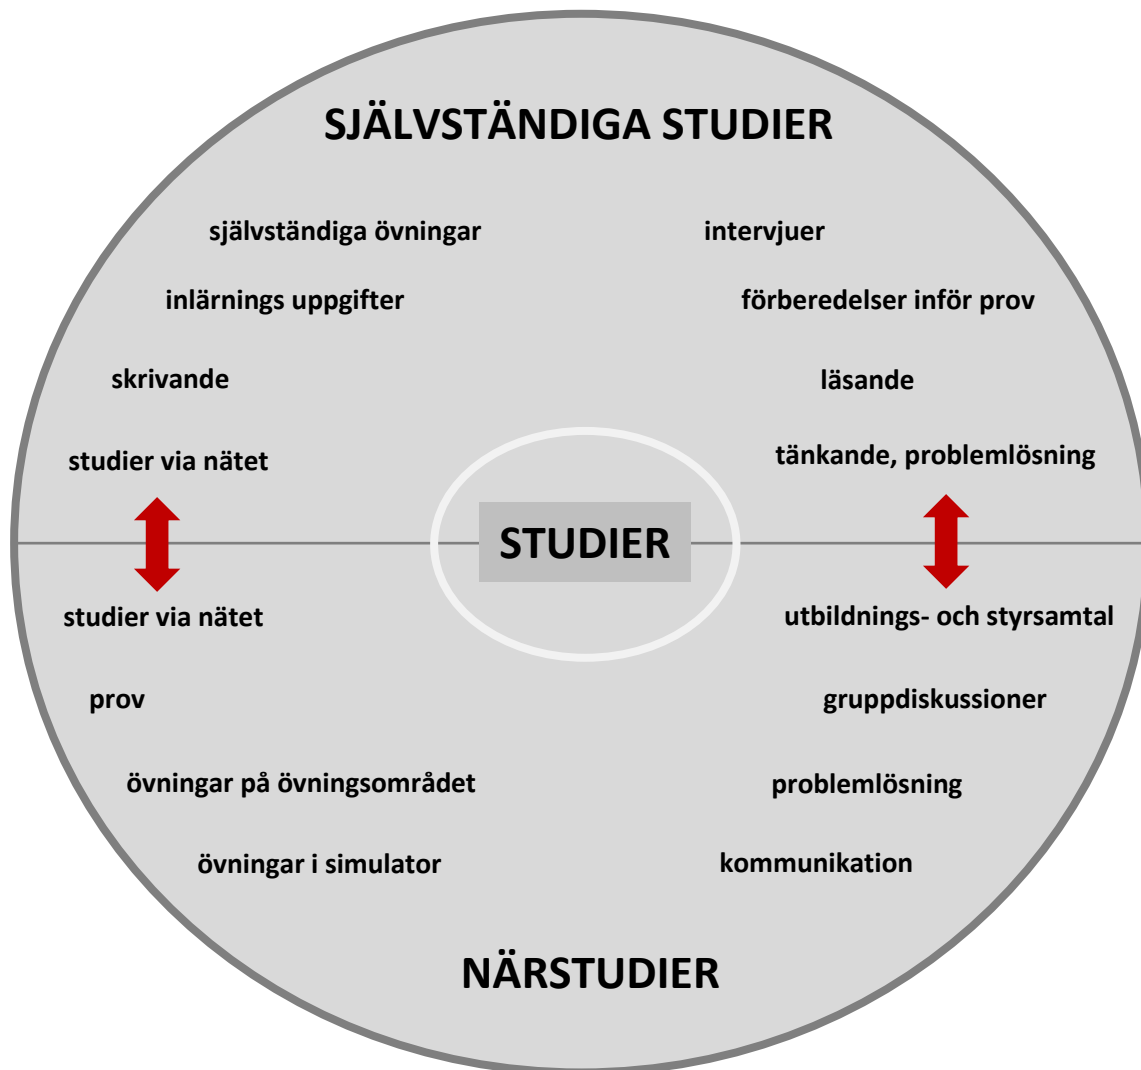 SJÄLVSTÄNDIGA STUDIER
självständiga övningar
intervjuer
inlärnings uppgifter
förberedelser inför prov
skrivande
läsande
studier via nätet
tänkande, problemlösning
STUDIER
studier via nätet
utbildnings- och styrsamtal
prov
gruppdiskussioner
övningar på övningsområdet
problemlösning
övningar i simulator
kommunikation
NÄRSTUDIER